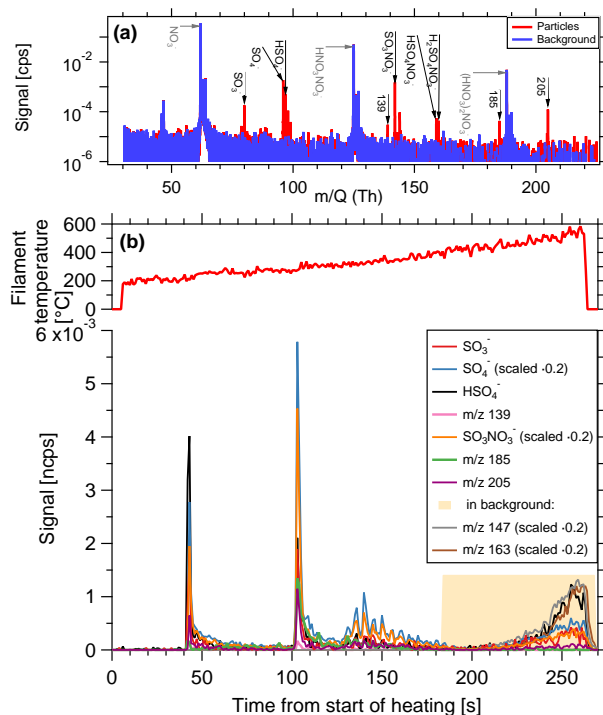 (a)
Particles
Background
NO3-
SO3-
SO4-
HSO4-
HNO3NO3-
139
SO3NO3-
HSO4NO3-
H2SO4NO3-
185
(HNO3)2NO3-
205
Signal [cps]
10^-2
10^-4
10^-6
50
100
150
200
m/Q (Th)
(b)
Filament
temperature
[°C]
600
400
200
0
6 x10^-3
5
4
3
2
1
0
Signal [ncps]
SO3-
SO4- (scaled ·0.2)
HSO4-
m/z 139
SO3NO3- (scaled ·0.2)
m/z 185
m/z 205
in background:
m/z 147 (scaled ·0.2)
m/z 163 (scaled ·0.2)
0
50
100
150
200
250
Time from start of heating [s]